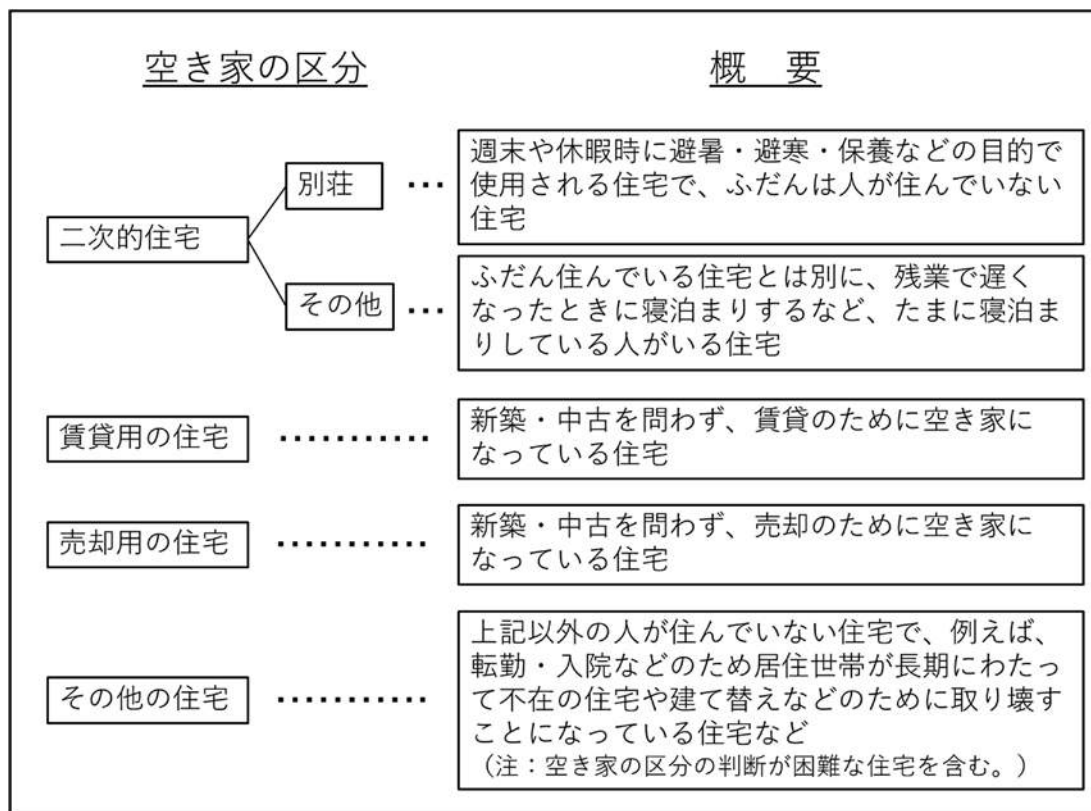 空き家の区分
概　要
二次的住宅
別荘
・・・
週末や休暇時に避暑・避寒・保養などの目的で
使用される住宅で、ふだんは人が住んでいない
住宅
その他
・・・
ふだん住んでいる住宅とは別に、残業で遅く
なったときに寝泊まりするなど、たまに寝泊ま
りしている人がいる住宅
賃貸用の住宅
・・・・・・・・・・・
新築・中古を問わず、賃貸のために空き家に
なっている住宅
売却用の住宅
・・・・・・・・・・・
新築・中古を問わず、売却のために空き家に
なっている住宅
その他の住宅
・・・・・・・・・・・
上記以外の人が住んでいない住宅で、例えば、
転勤・入院などのため居住世帯が長期にわたっ
て不在の住宅や建て替えなどのために取り壊す
ことになっている住宅など
（注：空き家の区分の判断が困難な住宅を含む。）